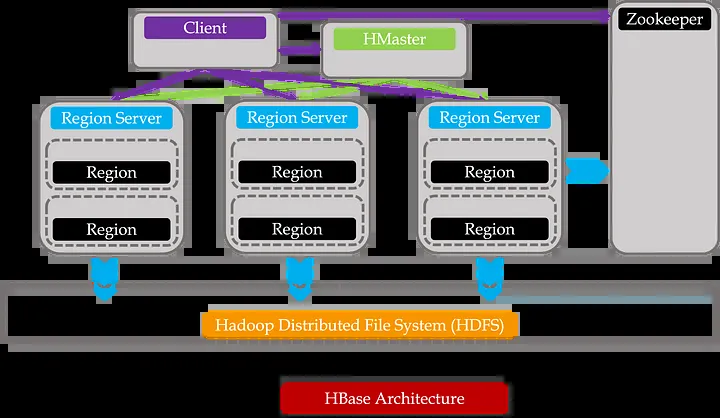 Client
HMaster
Zookeeper
Region Server
Region
Region
Region Server
Region
Region
Region Server
Region
Region
Hadoop Distributed File System (HDFS)
HBase Architecture